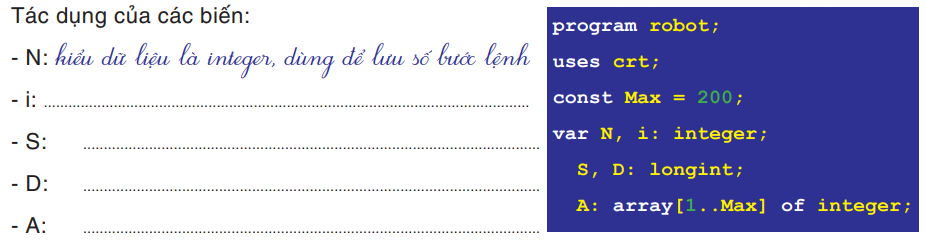 Tác dụng của các biến:
- N: kiểu dữ liệu là integer, dùng để lưu số bước lệnh
- i: ........................................................................
- S: ........................................................................
- D: ........................................................................
- A: ........................................................................
program robot;
uses crt;
const Max = 200;
var N, i: integer;
S, D: longint;
A: array[1..Max] of integer;